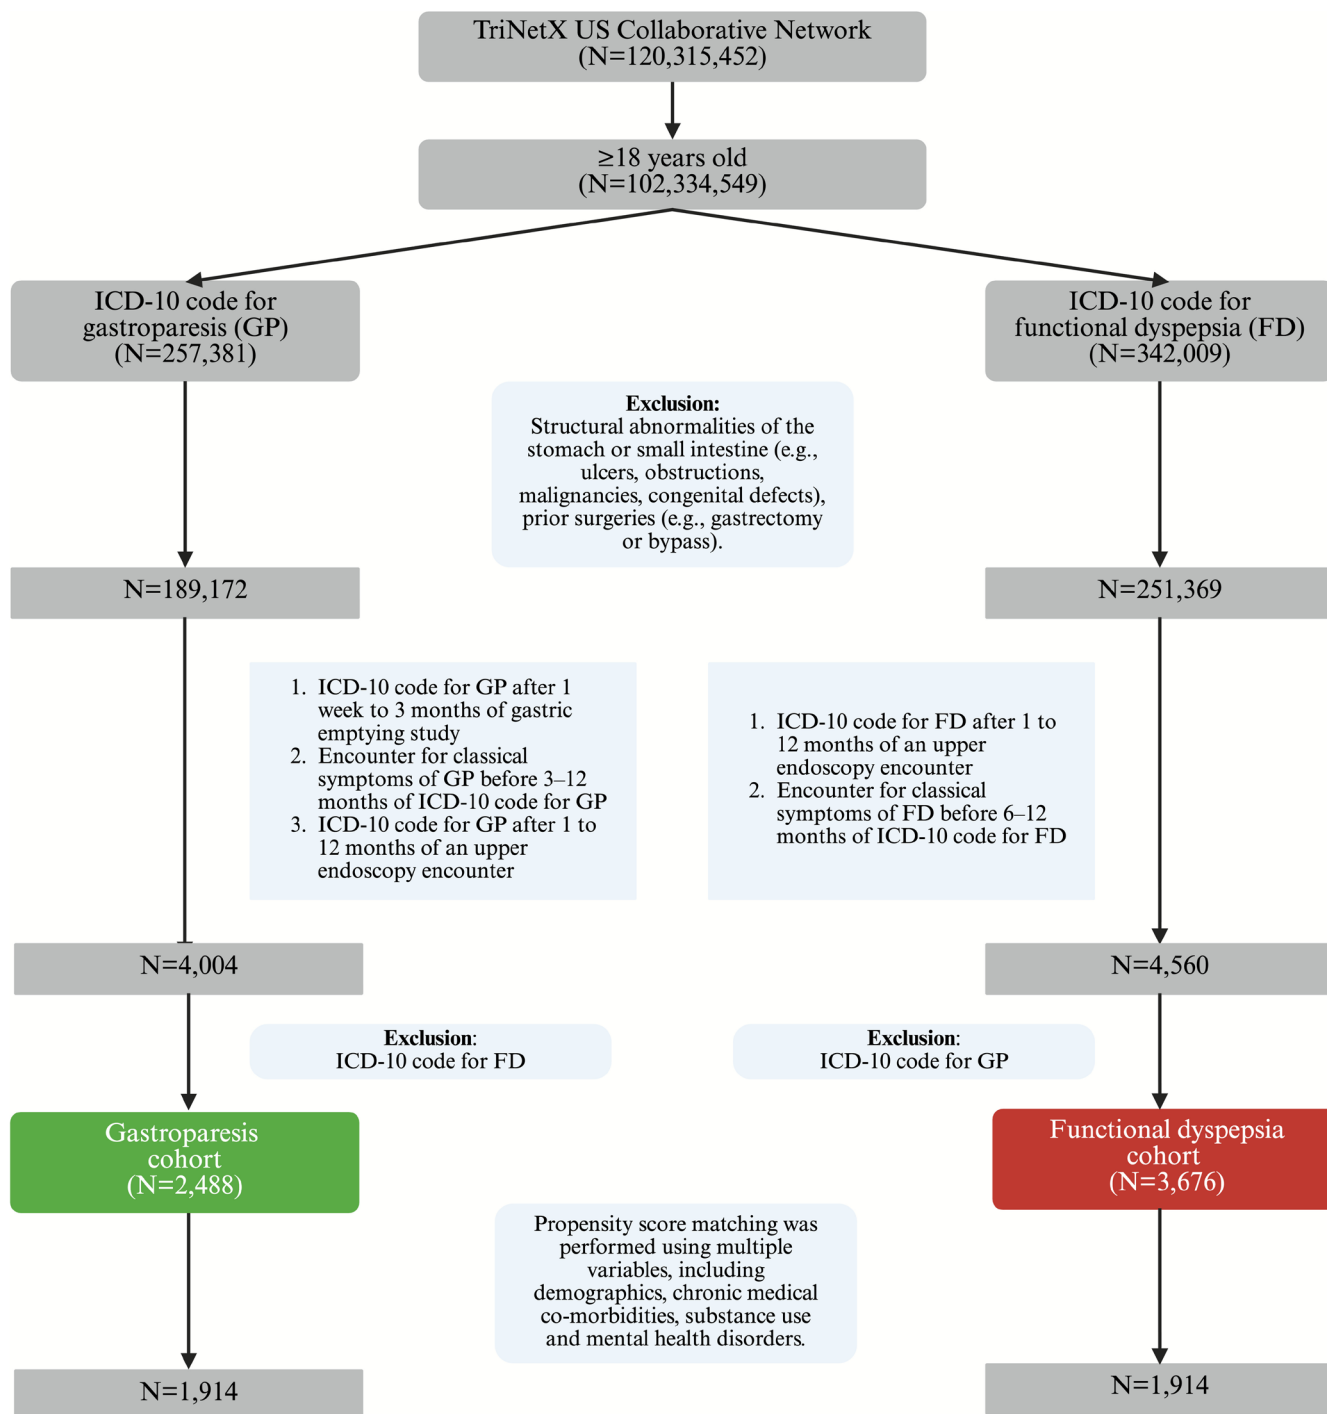 TriNetX US Collaborative Network
(N=120,315,452)
≥18 years old
(N=102,334,549)
ICD-10 code for
gastroparesis (GP)
(N=257,381)
ICD-10 code for
functional dyspepsia (FD)
(N=342,009)
Exclusion:
Structural abnormalities of the
stomach or small intestine (e.g.,
ulcers, obstructions,
malignancies, congenital defects),
prior surgeries (e.g., gastrectomy
or bypass).
N=189,172
N=251,369
1. ICD-10 code for GP after 1
week to 3 months of gastric
emptying study
2. Encounter for classical
symptoms of GP before 3–12
months of ICD-10 code for GP
3. ICD-10 code for GP after 1 to
12 months of an upper
endoscopy encounter
1. ICD-10 code for FD after 1 to
12 months of an upper
endoscopy encounter
2. Encounter for classical
symptoms of FD before 6–12
months of ICD-10 code for FD
N=4,004
N=4,560
Exclusion:
ICD-10 code for FD
Exclusion:
ICD-10 code for GP
Gastroparesis
cohort
(N=2,488)
Functional dyspepsia
cohort
(N=3,676)
Propensity score matching was
performed using multiple
variables, including
demographics, chronic medical
co-morbidities, substance use
and mental health disorders.
N=1,914
N=1,914